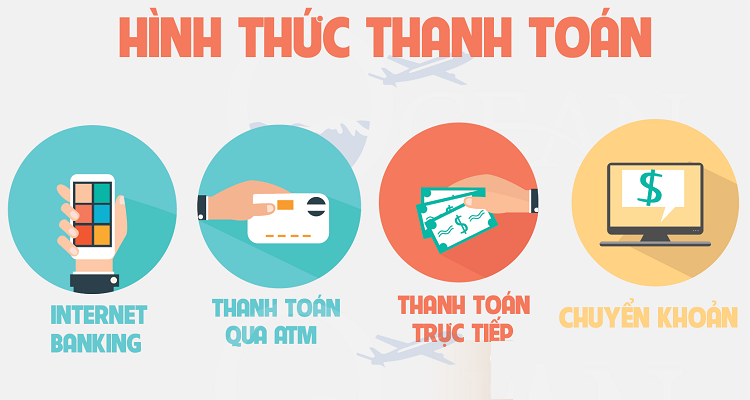 HÌNH THỨC THANH TOÁN
INTERNET
BANKING
THANH TOÁN
QUA ATM
THANH TOÁN
TRỰC TIẾP
CHUYỂN KHOẢN